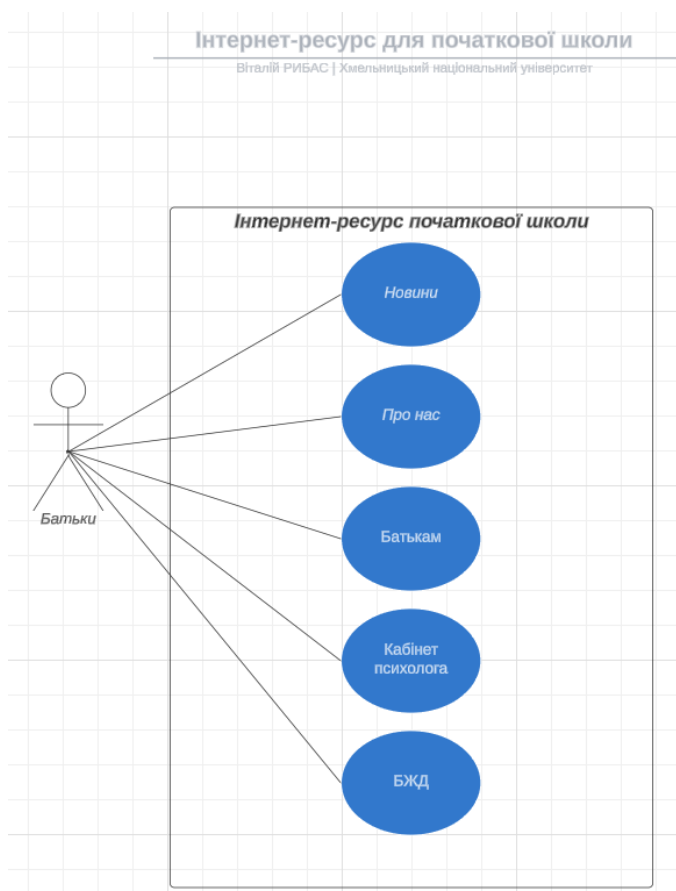 Інтернет-ресурс для початкової школи
Віталій РИБАС | Хмельницький національний університет
Інтернет-ресурс початкової школи
Новини
Про нас
Батьки
Батькам
Кабінет
психолога
БЖД